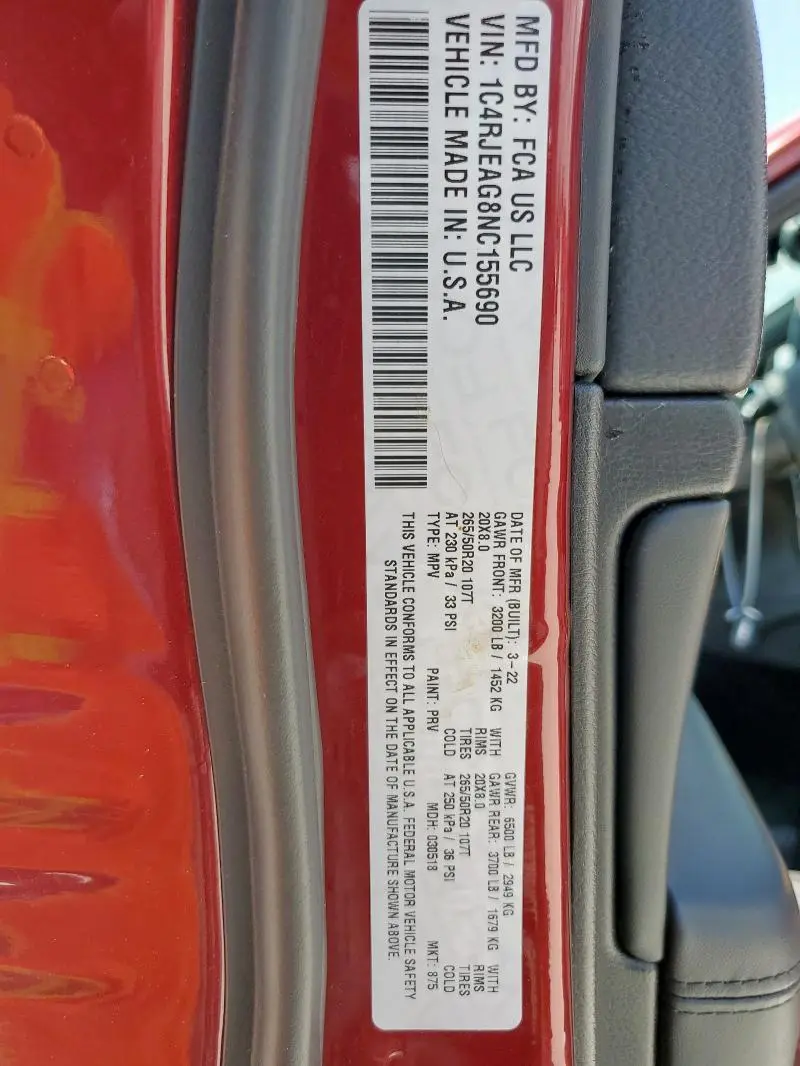 MFD BY: FCA US LLC
VIN: 1C4RJEAG8NC155690
VEHICLE MADE IN: U.S.A.
DATE OF MFR (BUILT): 3-22 GVWR: 6500 LB / 2949 KG
GAWR FRONT: 3200 LB / 1452 KG WITH GAWR REAR: 3700 LB / 1679 KG WITH
20X8.0 RIMS 20X8.0 RIMS
265/50R20 107T TIRES 265/50R20 107T TIRES
AT 230 kPa / 33 PSI COLD AT 250 kPa / 36 PSI COLD
TYPE: MPV PAINT: PRV MDH: 030518 MKT: 875
THIS VEHICLE CONFORMS TO ALL APPLICABLE U.S.A. FEDERAL MOTOR VEHICLE SAFETY
STANDARDS IN EFFECT ON THE DATE OF MANUFACTURE SHOWN ABOVE.